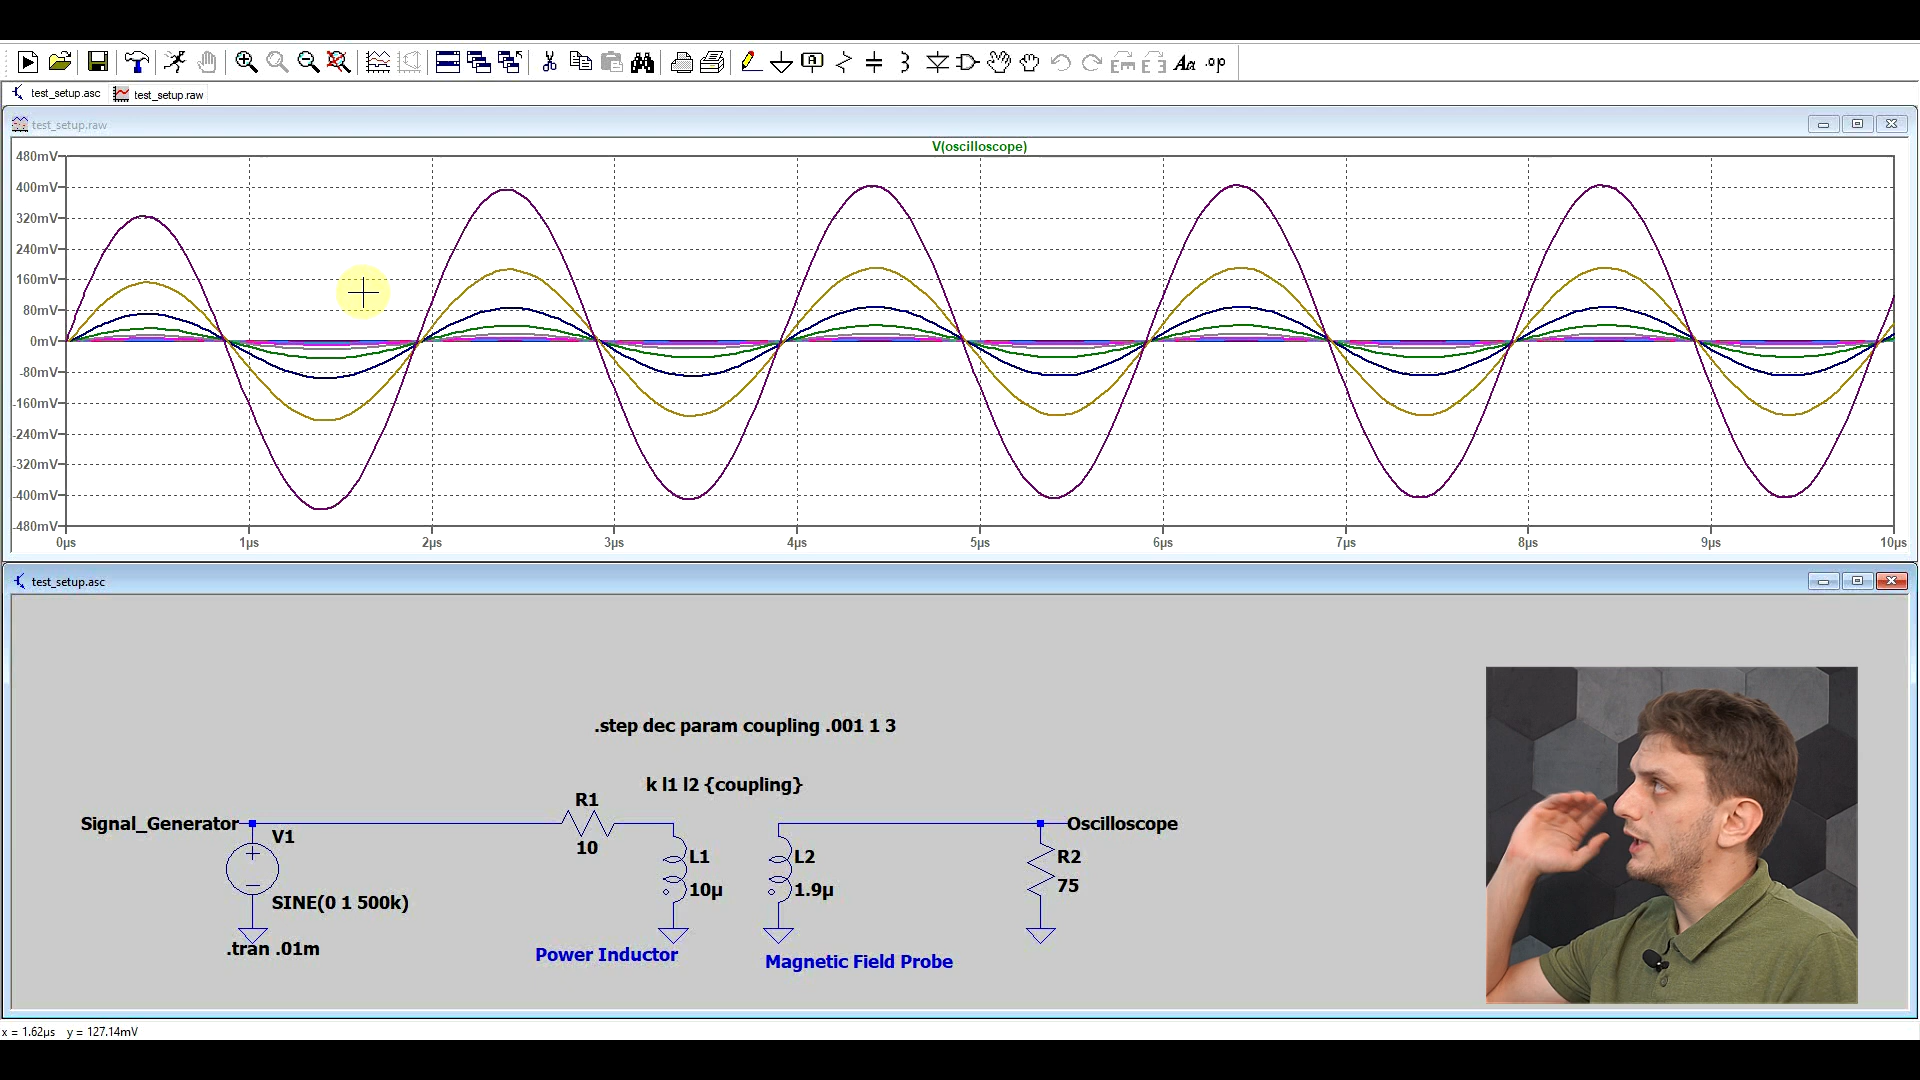 test_setup.asc test_setup.raw
test_setup.raw
V(oscilloscope)
480mV
400mV
320mV
240mV
160mV
80mV
0mV
-80mV
-160mV
-240mV
-320mV
-400mV
-480mV
0µs 1µs 2µs 3µs 4µs 5µs 6µs 7µs 8µs 9µs 10µs
test_setup.asc
.step dec param coupling .001 1 3
k l1 l2 {coupling}
R1
Signal_Generator
V1
Oscilloscope
10
L1
L2
R2
10µ
1.9µ
75
SINE(0 1 500k)
.tran .01m
Power Inductor
Magnetic Field Probe
x = 1.62µs y = 127.14mV